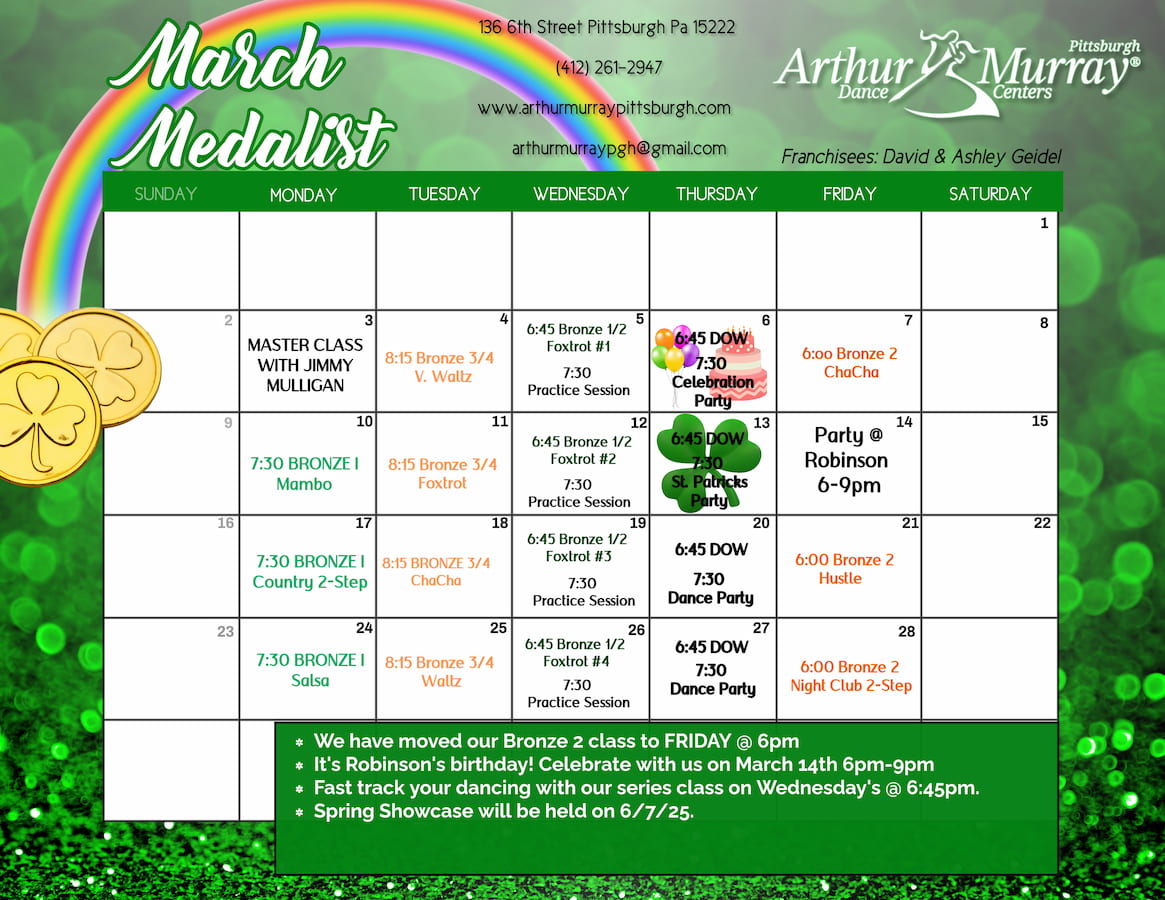 March
Medalist
136 6th Street Pittsburgh Pa 15222
(412) 261-2947
www.arthurmurraypittsburgh.com
arthurmurraypgh@gmail.com
Pittsburgh
Arthur Murray®
Dance Centers
Franchisees: David & Ashley Geidel
SUNDAY MONDAY TUESDAY WEDNESDAY THURSDAY FRIDAY SATURDAY
1
2
3
MASTER CLASS
WITH JIMMY
MULLIGAN
4
8:15 Bronze 3/4
V. Waltz
5
6:45 Bronze 1/2
Foxtrot #1
7:30
Practice Session
6
6:45 DOW
7:30
Celebration
Party
7
6:oo Bronze 2
ChaCha
8
9
10
7:30 BRONZE I
Mambo
11
8:15 Bronze 3/4
Foxtrot
12
6:45 Bronze 1/2
Foxtrot #2
7:30
Practice Session
13
6:45 DOW
7:30
St. Patricks
Party
14
Party @
Robinson
6-9pm
15
16
17
7:30 BRONZE I
Country 2-Step
18
8:15 BRONZE 3/4
ChaCha
19
6:45 Bronze 1/2
Foxtrot #3
7:30
Practice Session
20
6:45 DOW
7:30
Dance Party
21
6:00 Bronze 2
Hustle
22
23
24
7:30 BRONZE I
Salsa
25
8:15 Bronze 3/4
Waltz
26
6:45 Bronze 1/2
Foxtrot #4
7:30
Practice Session
27
6:45 DOW
7:30
Dance Party
28
6:00 Bronze 2
Night Club 2-Step
We have moved our Bronze 2 class to FRIDAY @ 6pm
It's Robinson's birthday! Celebrate with us on March 14th 6pm-9pm
Fast track your dancing with our series class on Wednesday's @ 6:45pm.
Spring Showcase will be held on 6/7/25.